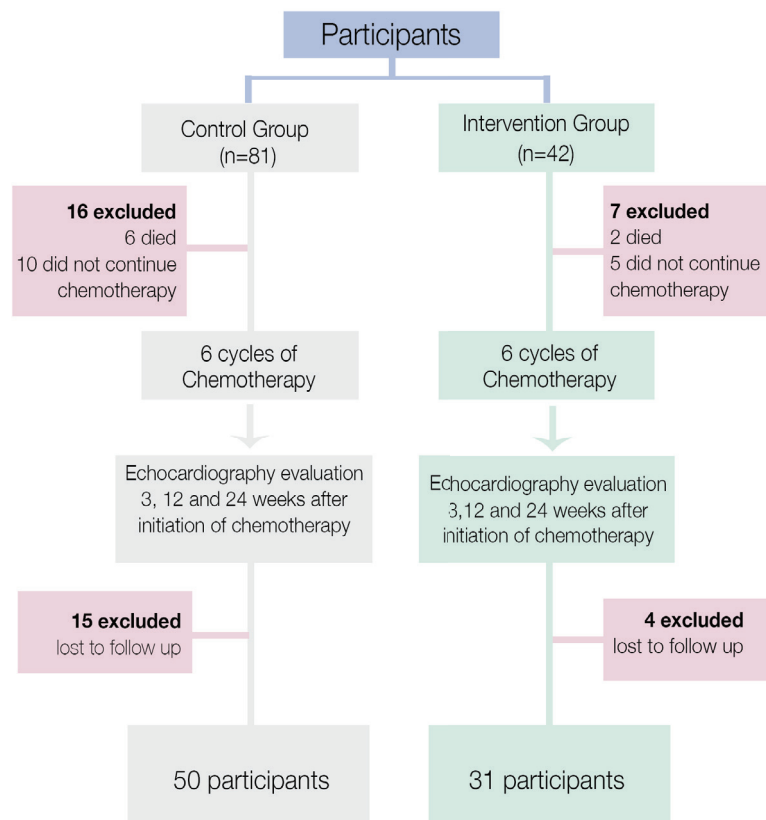 Participants
Control Group
(n=81)
Intervention Group
(n=42)
16 excluded
6 died
10 did not continue
chemotherapy
7 excluded
2 died
5 did not continue
chemotherapy
6 cycles of
Chemotherapy
6 cycles of
Chemotherapy
Echocardiography evaluation
3, 12 and 24 weeks after
initiation of chemotherapy
Echocardiography evaluation
3,12 and 24 weeks after
initiation of chemotherapy
15 excluded
lost to follow up
4 excluded
lost to follow up
50 participants
31 participants